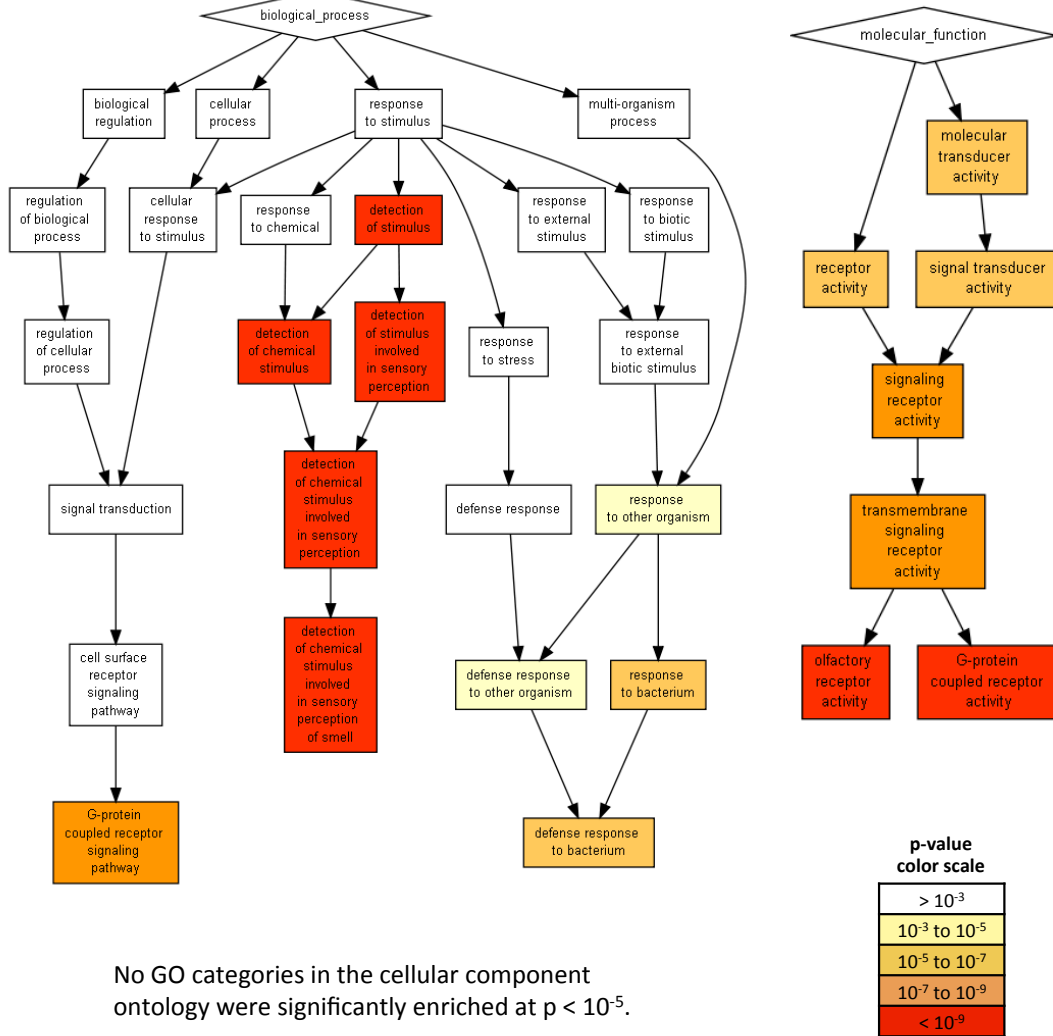 biological_process
molecular_function
biological
regulation
cellular
process
response
to stimulus
multi-organism
process
molecular
transducer
activity
regulation
of biological
process
cellular
response
to stimulus
response
to chemical
detection
of stimulus
response
to external
stimulus
response
to biotic
stimulus
receptor
activity
signal transducer
activity
regulation
of cellular
process
detection
of chemical
stimulus
detection
of stimulus
involved
in sensory
perception
response
to stress
response
to external
biotic stimulus
signaling
receptor
activity
signal transduction
detection
of chemical
stimulus
involved
in sensory
perception
defense response
response
to other organism
transmembrane
signaling
receptor
activity
cell surface
receptor
signaling
pathway
detection
of chemical
stimulus
involved
in sensory
perception
of smell
defense response
to other organism
response
to bacterium
olfactory
receptor
activity
G-protein
coupled receptor
activity
G-protein
coupled receptor
signaling
pathway
defense response
to bacterium
p-value
color scale
> 10⁻³
10⁻³ to 10⁻⁵
10⁻⁵ to 10⁻⁷
10⁻⁷ to 10⁻⁹
< 10⁻⁹
No GO categories in the cellular component
ontology were significantly enriched at p < 10⁻⁵.